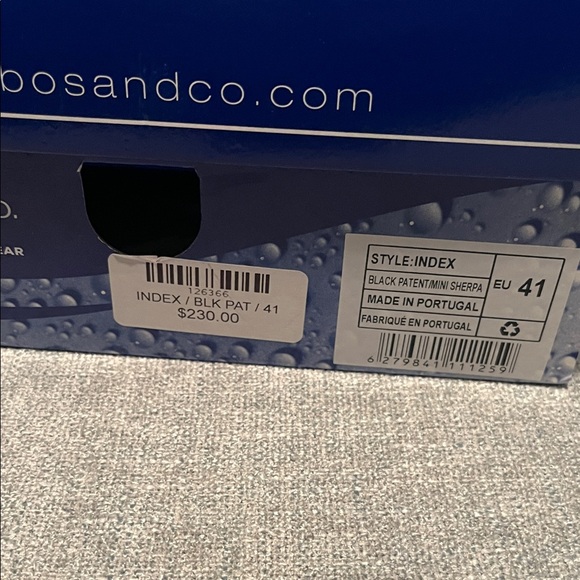 bosandco.com
O.
EAR
126366
INDEX / BLK PAT / 41
$230.00
STYLE:INDEX
BLACK PATENT/MINI SHERPA
MADE IN PORTUGAL
FABRIQUÉ EN PORTUGAL
EU 41
6 279841 111259